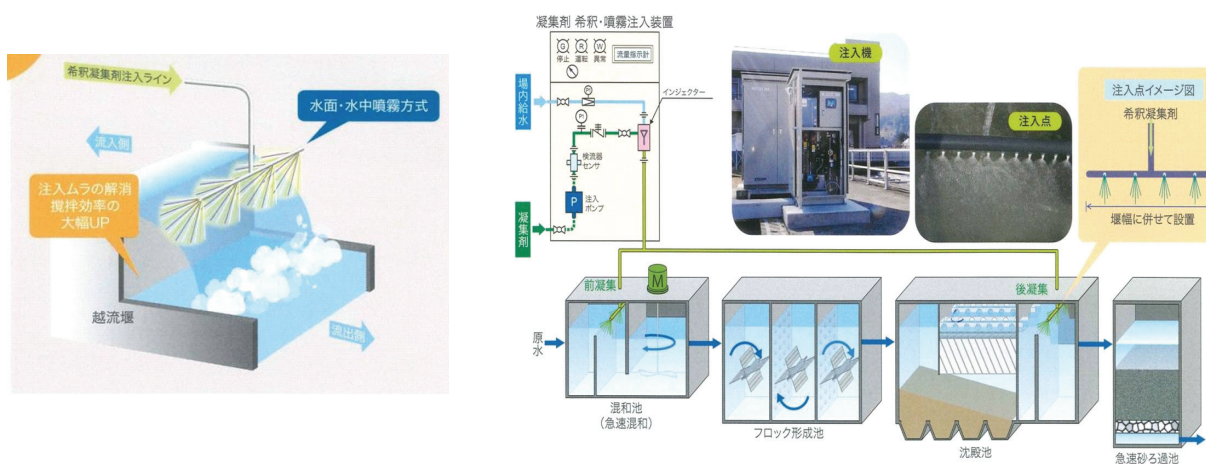 希釈凝集剤注入ライン
水面・水中噴霧方式
流入側
注入ムラの解消
撹拌効率の
大幅UP
越流堰
流出側
凝集剤 希釈・噴霧注入装置
G
R
W
停止
運転
異常
流量指示計
場内給水
インジェクター
検流器
センサ
P
注入
ポンプ
凝集剤
注入機
注入点
注入点イメージ図
希釈凝集剤
堰幅に併せて設置
前凝集
M
後凝集
原水
混和池
(急速混和)
フロック形成池
沈殿池
急速砂ろ過池